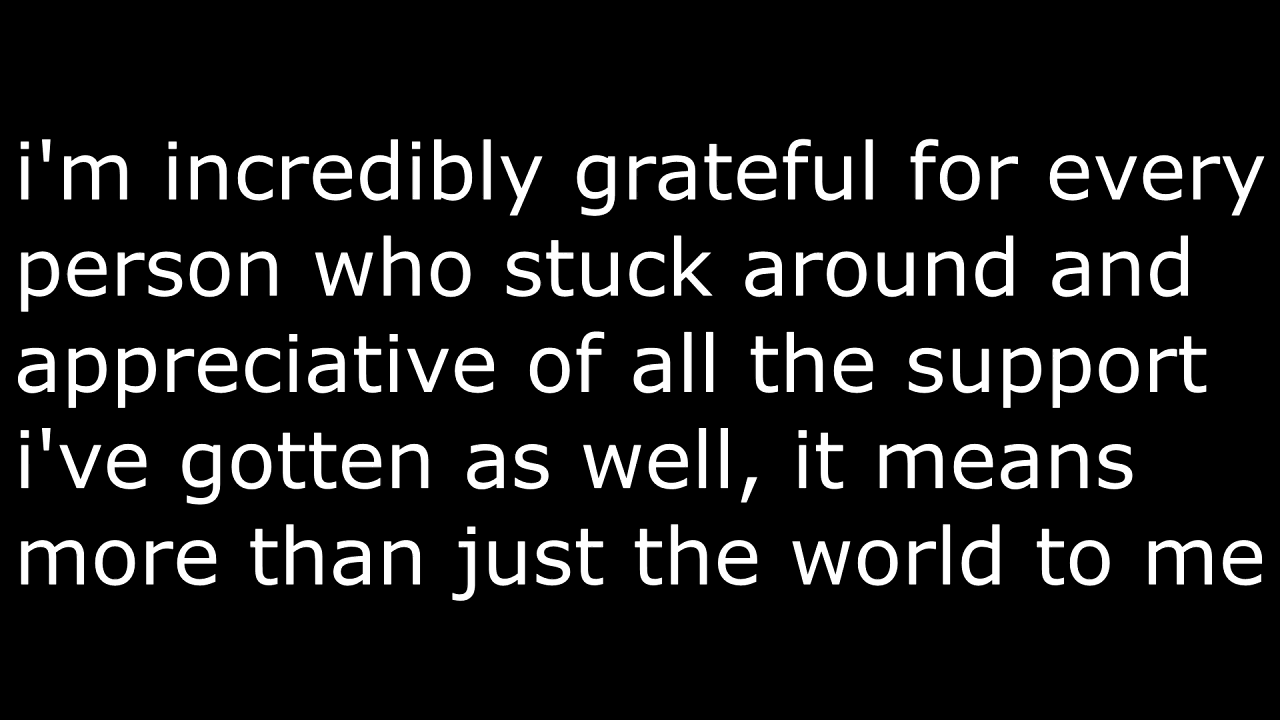 i'm incredibly grateful for every
person who stuck around and
appreciative of all the support
i've gotten as well, it means
more than just the world to me